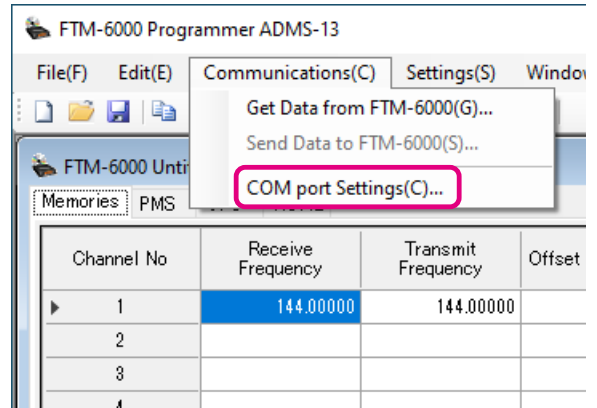 FTM-6000 Programmer ADMS-13
File(F) Edit(E) Communications(C) Settings(S)
Get Data from FTM-6000(G)...
Send Data to FTM-6000(S)...
COM port Settings(C)...
FTM-6000
Memories PMS
Channel No Receive Frequency Transmit Frequency Offset
1 144.00000 144.00000
2
3